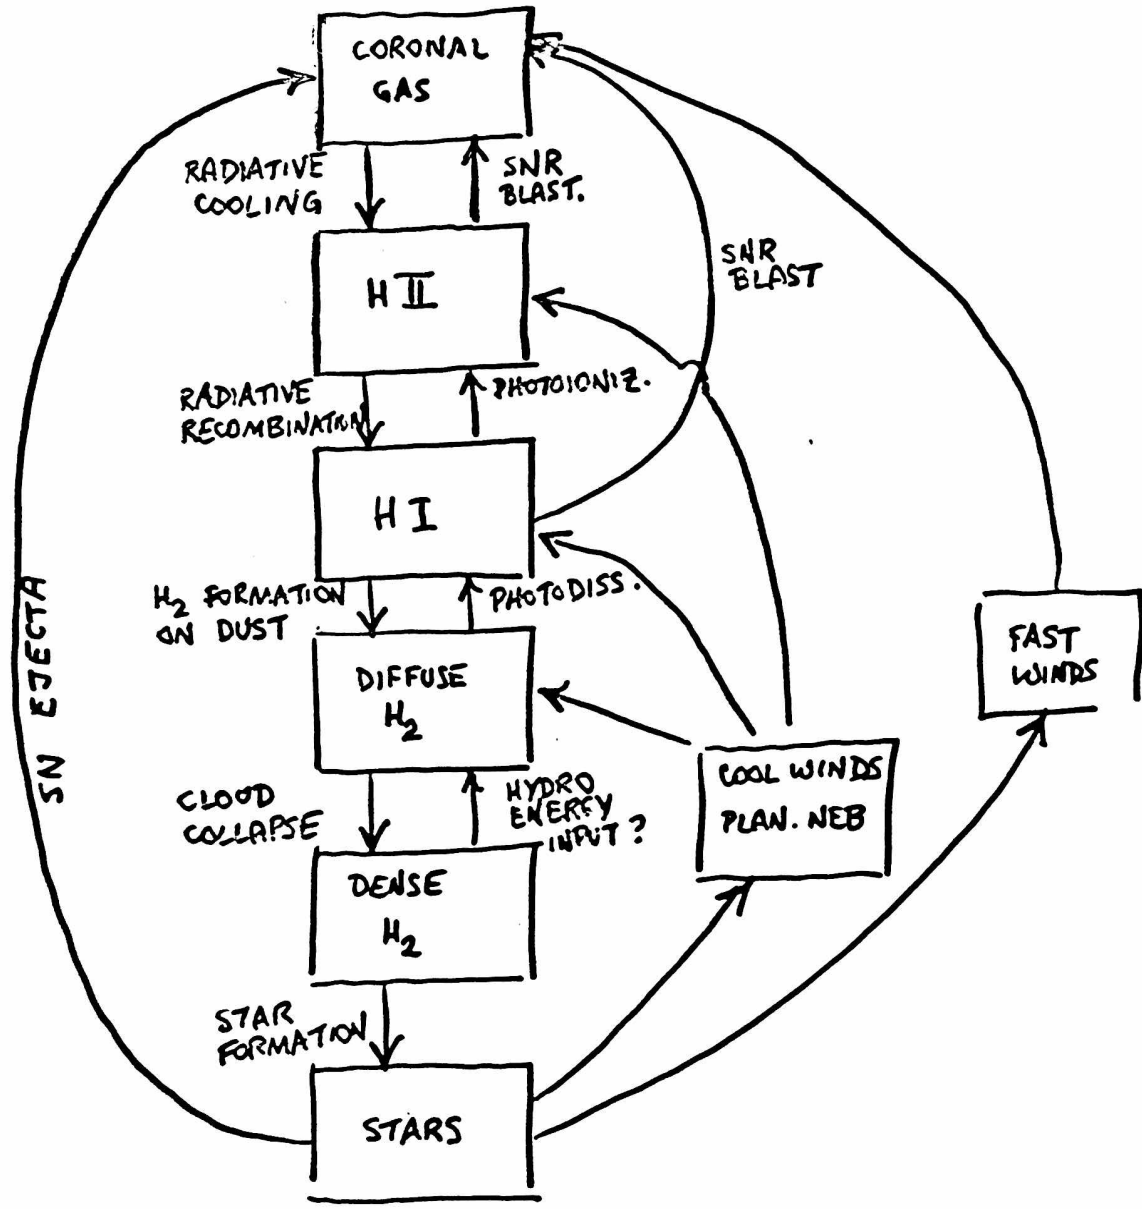 CORONAL
GAS
RADIATIVE
COOLING
SNR
BLAST.
H II
SNR
BLAST
RADIATIVE
RECOMBINATION
PHOTOIONIZ.
H I
H₂ FORMATION
ON DUST
PHOTODISS.
DIFFUSE
H₂
FAST
WINDS
SN EJECTA
CLOUD
COLLAPSE
HYDRO
ENERGY
INPUT?
COOL WINDS
PLAN. NEB
DENSE
H₂
STAR
FORMATION
STARS